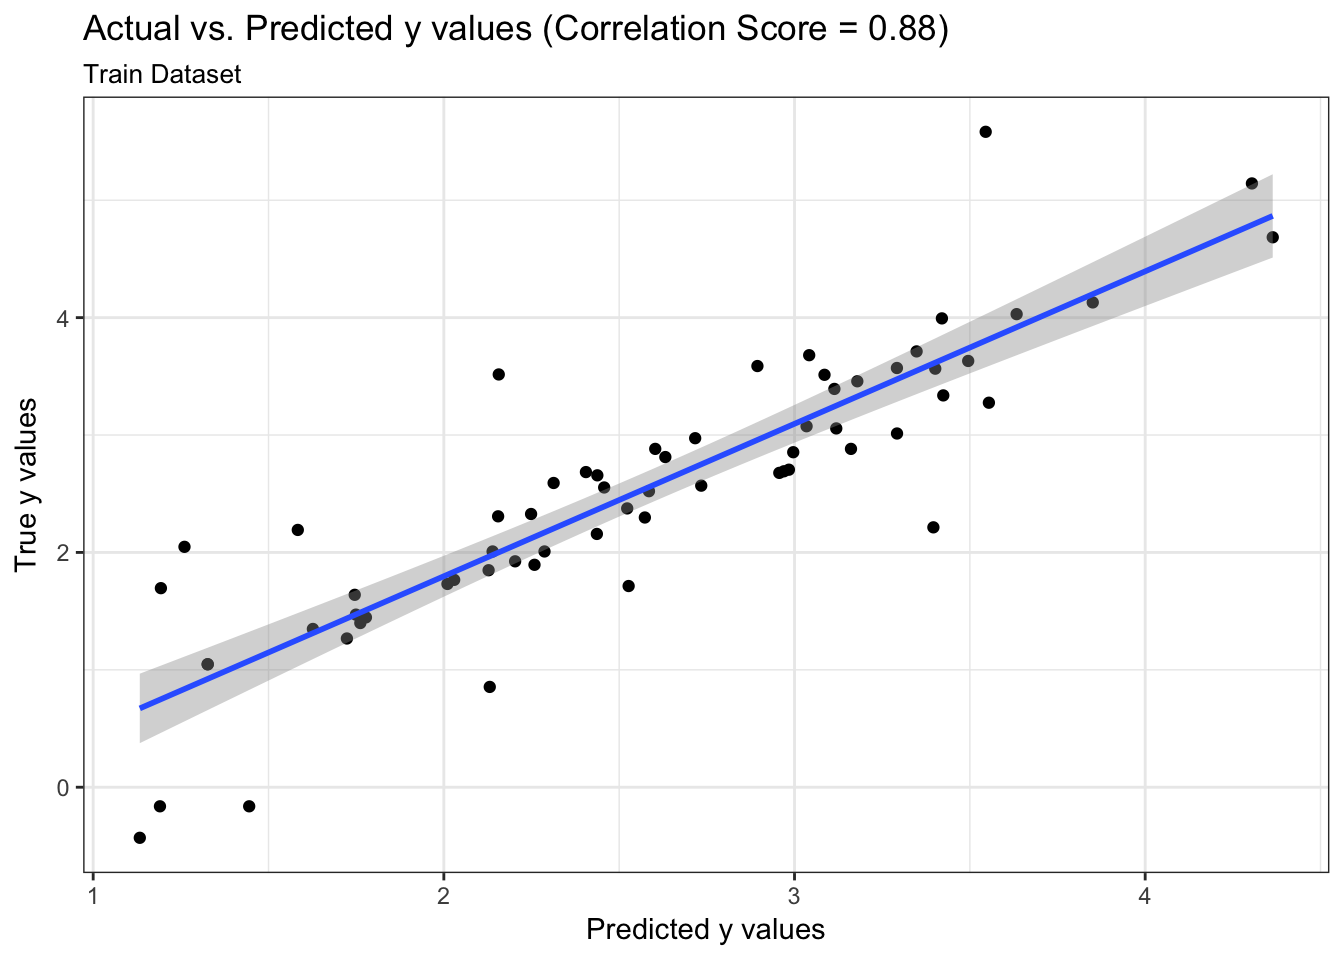 Actual vs. Predicted y values (Correlation Score = 0.88)
Train Dataset
True y values
4
2
0
1
2
3
4
Predicted y values